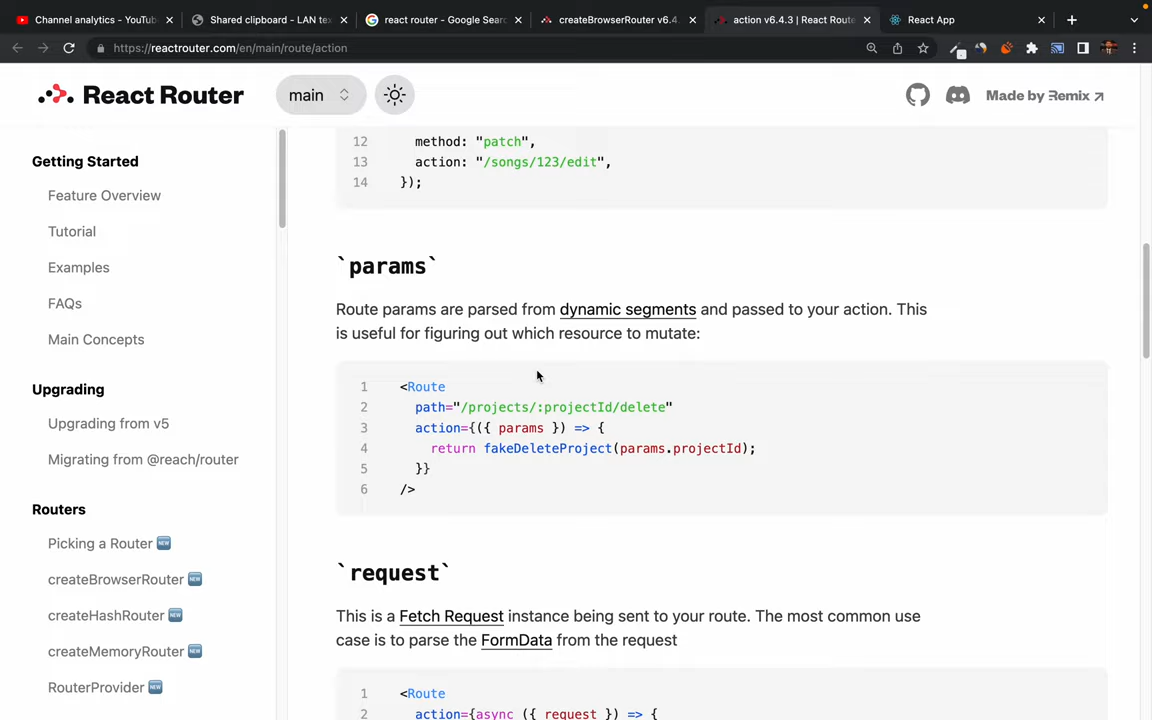 Channel analytics - YouTub
Shared clipboard - LAN tex
react router - Google Sear
createBrowserRouter v6.4.
action v6.4.3 | React Route
React App
https://reactrouter.com/en/main/route/action
React Router
main
Made by Remix ↗
Getting Started
Feature Overview
Tutorial
Examples
FAQs
Main Concepts
Upgrading
Upgrading from v5
Migrating from @reach/router
Routers
Picking a Router 🆕
createBrowserRouter 🆕
createHashRouter 🆕
createMemoryRouter 🆕
RouterProvider 🆕
12 method: "patch",
13 action: "/songs/123/edit",
14 });
`params`
Route params are parsed from dynamic segments and passed to your action. This
is useful for figuring out which resource to mutate:
1 <Route
2 path="/projects/:projectId/delete"
3 action={({ params }) => {
4 return fakeDeleteProject(params.projectId);
5 }}
6 />
`request`
This is a Fetch Request instance being sent to your route. The most common use
case is to parse the FormData from the request
1 <Route
2 action={async ({ request }) => {